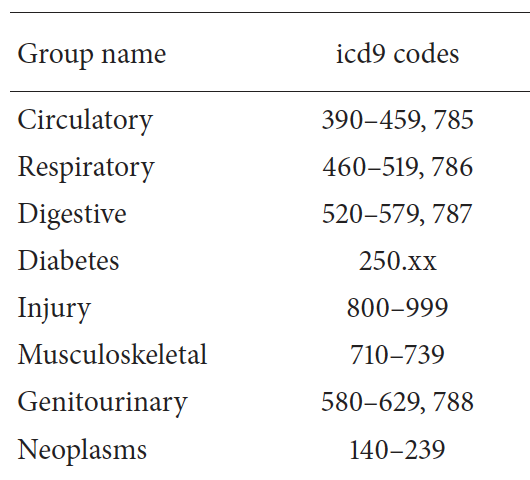 Group name icd9 codes
Circulatory 390–459, 785
Respiratory 460–519, 786
Digestive 520–579, 787
Diabetes 250.xx
Injury 800–999
Musculoskeletal 710–739
Genitourinary 580–629, 788
Neoplasms 140–239